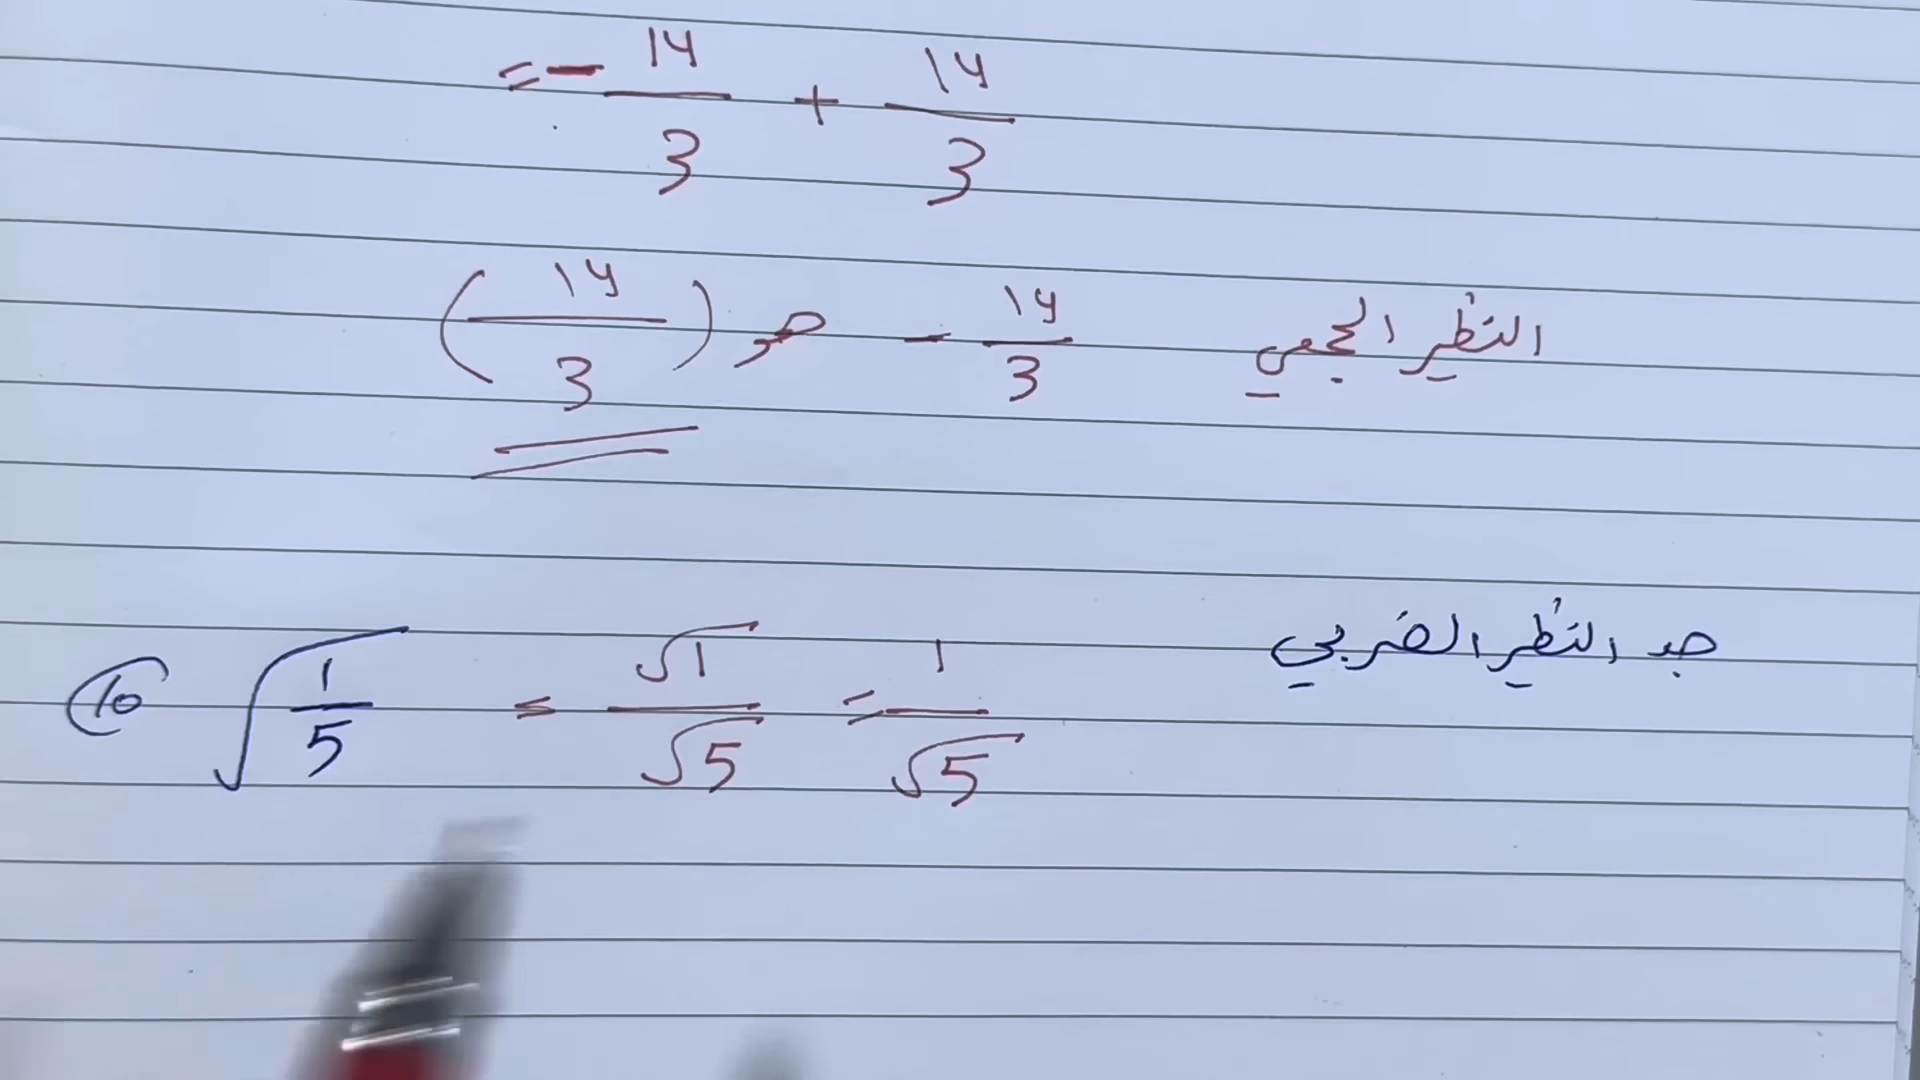 = - 14/3 + 14/3
النظير الجمعي - 14/3 هو (14/3)
جد النظير الضربي
10 √(1/5) = √1/√5 = 1/√5